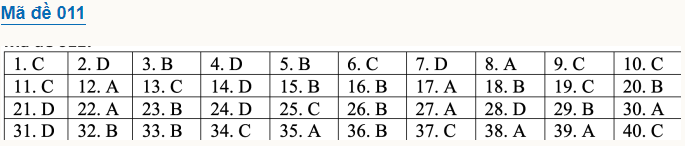 Mã đề 011
1. C 2. D 3. B 4. D 5. B 6. C 7. D 8. A 9. C 10. C
11. C 12. A 13. C 14. D 15. B 16. B 17. A 18. B 19. C 20. B
21. D 22. A 23. B 24. D 25. C 26. B 27. A 28. D 29. B 30. A
31. D 32. B 33. B 34. C 35. A 36. B 37. C 38. A 39. A 40. C